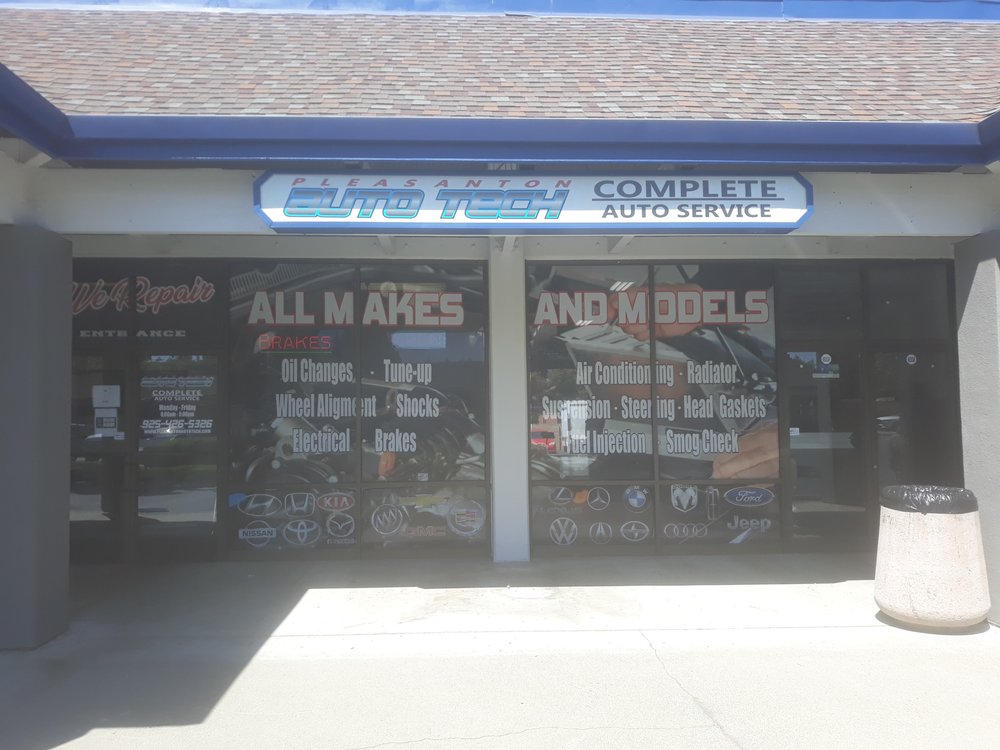 PLEASANTON
AUTO TECH
COMPLETE
AUTO SERVICE
We Repair
ALL MAKES
AND MODELS
ENTRANCE
BRAKES
Oil Changes · Tune-up
Wheel Aligment · Shocks
Electrical · Brakes
Air Conditioning · Radiator
Suspension · Steering · Head Gaskets
Fuel Injection · Smog Check
COMPLETE
AUTO SERVICE
Monday - Friday
925-426-5326
KIA
NISSAN
GMC
LEXUS
Ford
Jeep